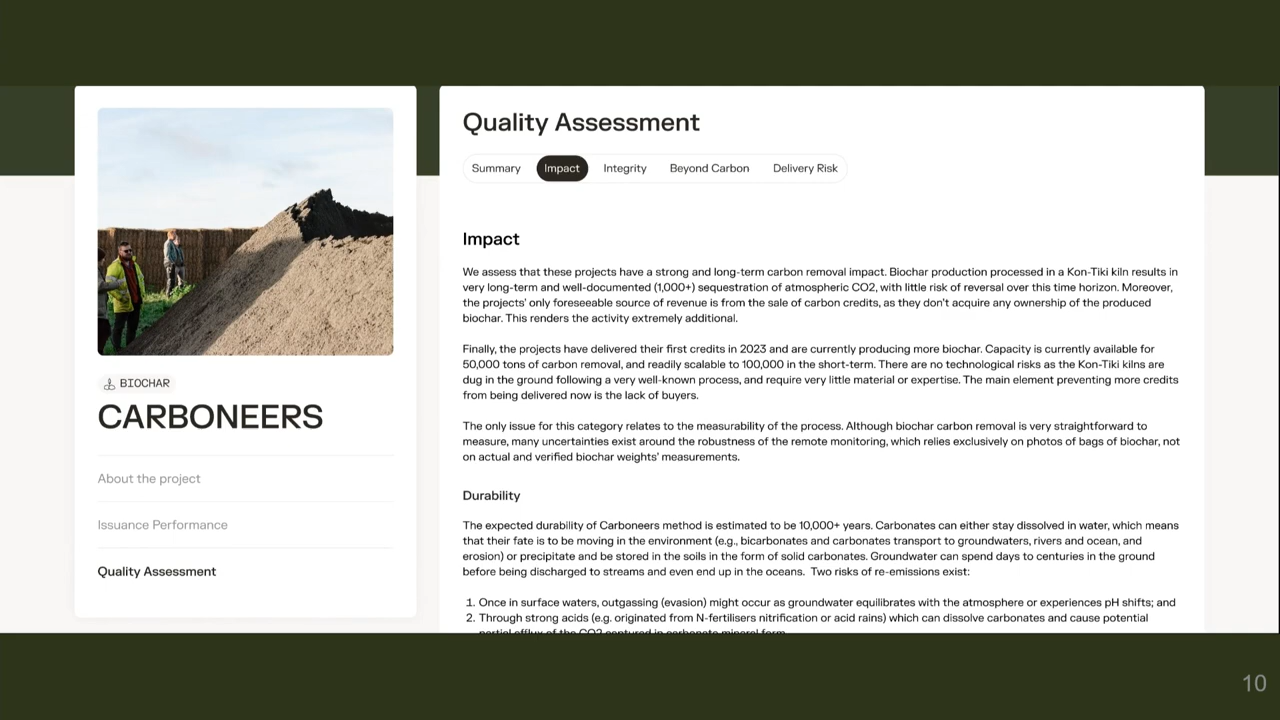 BIOCHAR
CARBONEERS
About the project
Issuance Performance
Quality Assessment
Quality Assessment
Summary
Impact
Integrity
Beyond Carbon
Delivery Risk
Impact
We assess that these projects have a strong and long-term carbon removal impact. Biochar production processed in a Kon-Tiki kiln results in
very long-term and well-documented (1,000+) sequestration of atmospheric CO2, with little risk of reversal over this time horizon. Moreover,
the projects' only foreseeable source of revenue is from the sale of carbon credits, as they don't acquire any ownership of the produced
biochar. This renders the activity extremely additional.
Finally, the projects have delivered their first credits in 2023 and are currently producing more biochar. Capacity is currently available for
50,000 tons of carbon removal, and readily scalable to 100,000 in the short-term. There are no technological risks as the Kon-Tiki kilns are
dug in the ground following a very well-known process, and require very little material or expertise. The main element preventing more credits
from being delivered now is the lack of buyers.
The only issue for this category relates to the measurability of the process. Although biochar carbon removal is very straightforward to
measure, many uncertainties exist around the robustness of the remote monitoring, which relies exclusively on photos of bags of biochar, not
on actual and verified biochar weights' measurements.
Durability
The expected durability of Carboneers method is estimated to be 10,000+ years. Carbonates can either stay dissolved in water, which means
that their fate is to be moving in the environment (e.g., bicarbonates and carbonates transport to groundwaters, rivers and ocean, and
erosion) or precipitate and be stored in the soils in the form of solid carbonates. Groundwater can spend days to centuries in the ground
before being discharged to streams and even end up in the oceans. Two risks of re-emissions exist:
1. Once in surface waters, outgassing (evasion) might occur as groundwater equilibrates with the atmosphere or experiences pH shifts; and
2. Through strong acids (e.g. originated from N-fertilisers nitrification or acid rains) which can dissolve carbonates and cause potential
partial efflux of the CO2 captured in carbonate mineral form.
10